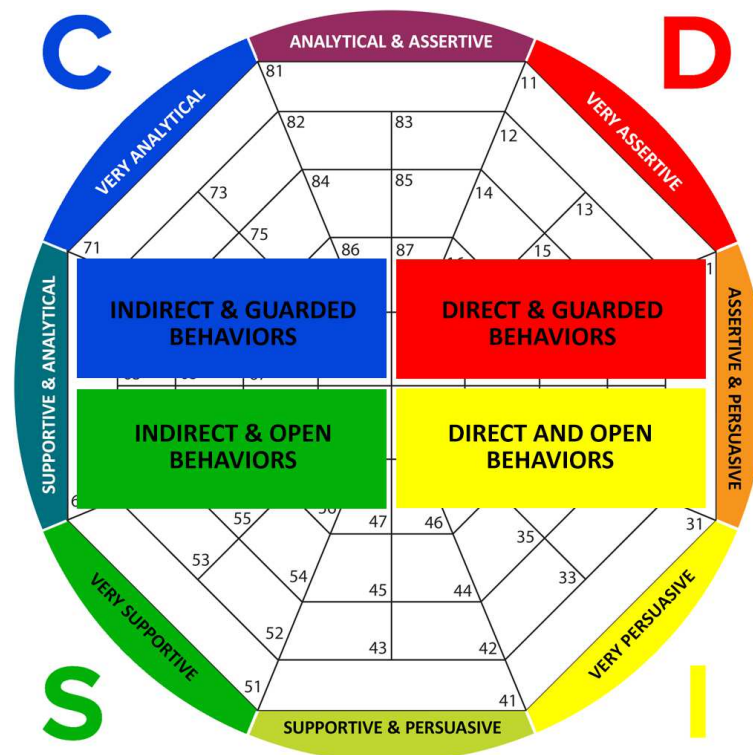 C
D
ANALYTICAL & ASSERTIVE
VERY ANALYTICAL
VERY ASSERTIVE
81
11
82
83
12
84
85
14
73
13
75
15
86
87
71
INDIRECT & GUARDED
BEHAVIORS
DIRECT & GUARDED
BEHAVIORS
SUPPORTIVE & ANALYTICAL
ASSERTIVE & PERSUASIVE
INDIRECT & OPEN
BEHAVIORS
DIRECT AND OPEN
BEHAVIORS
31
55
47
46
35
53
54
45
44
33
52
43
42
51
41
VERY SUPPORTIVE
VERY PERSUASIVE
S
I
SUPPORTIVE & PERSUASIVE